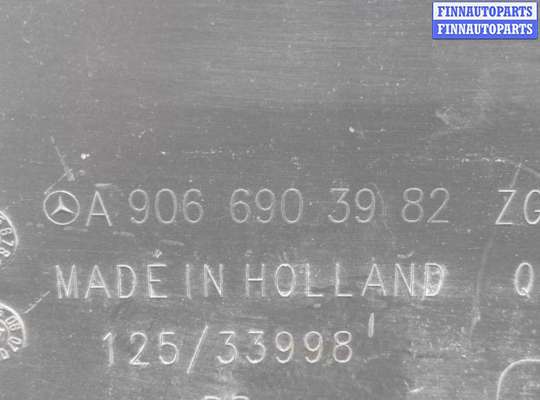 FINNAUTOPARTS
FINNAUTOPARTS
A 906 690 39 82 ZG
MADE IN HOLLAND Q
125/33998